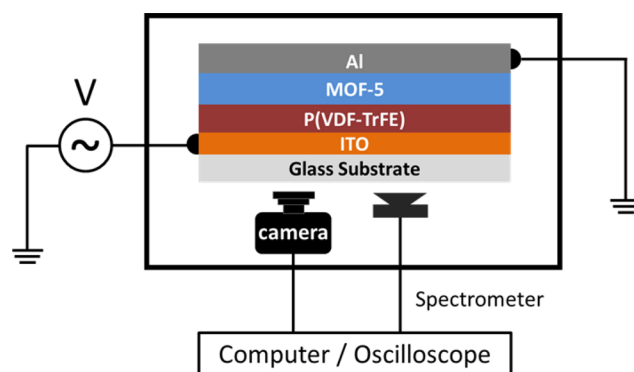 Al
V
MOF-5
P(VDF-TrFE)
ITO
Glass Substrate
camera
Spectrometer
Computer / Oscilloscope